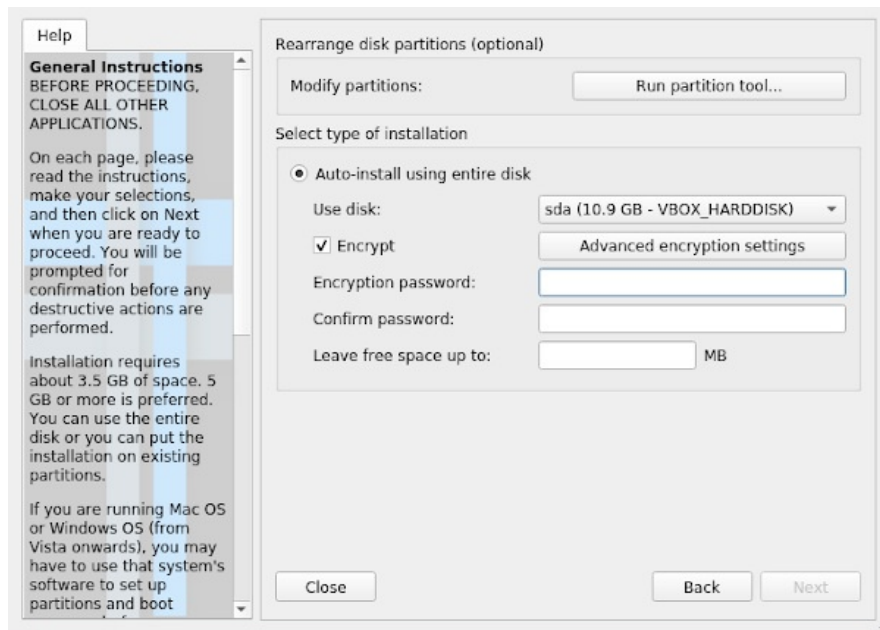 Help
General Instructions
BEFORE PROCEEDING,
CLOSE ALL OTHER
APPLICATIONS.
On each page, please
read the instructions,
make your selections,
and then click on Next
when you are ready to
proceed. You will be
prompted for
confirmation before any
destructive actions are
performed.
Installation requires
about 3.5 GB of space. 5
GB or more is preferred.
You can use the entire
disk or you can put the
installation on existing
partitions.
If you are running Mac OS
or Windows OS (from
Vista onwards), you may
have to use that system's
software to set up
partitions and boot
Rearrange disk partitions (optional)
Modify partitions:
Run partition tool...
Select type of installation
Auto-install using entire disk
Use disk:
sda (10.9 GB - VBOX_HARDDISK)
Encrypt
Advanced encryption settings
Encryption password:
Confirm password:
Leave free space up to:
MB
Close
Back
Next